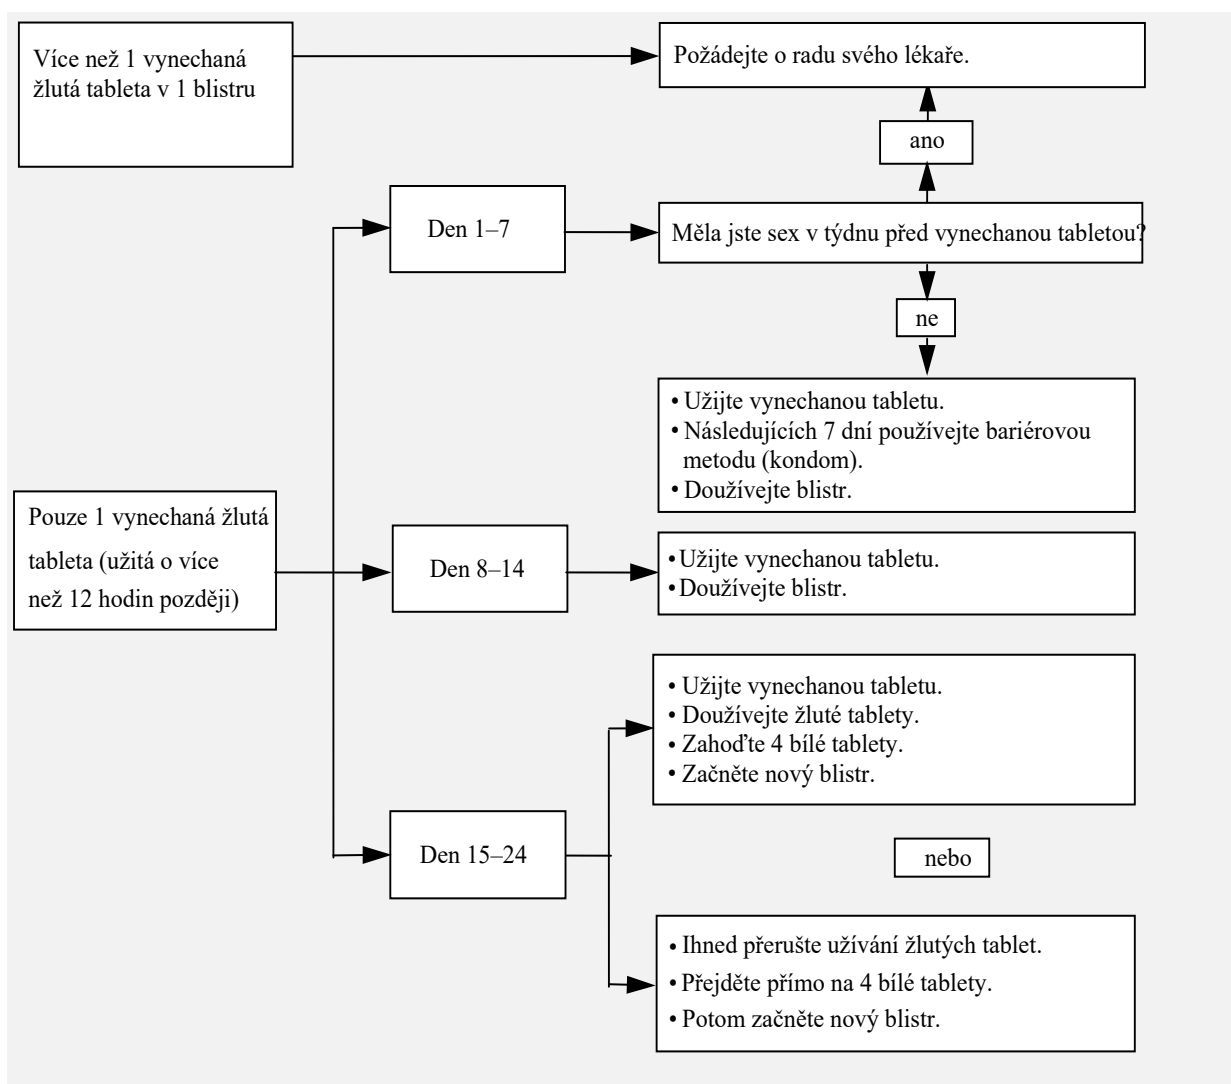 Více než 1 vynechaná
žlutá tableta v 1 blistru
Požádejte o radu svého lékaře.
ano
Den 1–7
Měla jste sex v týdnu před vynechanou tabletou?
ne
• Užijte vynechanou tabletu.
• Následujících 7 dní používejte bariérovou
metodu (kondom).
• Doužívejte blistr.
Pouze 1 vynechaná žlutá
tableta (užitá o více
než 12 hodin později)
Den 8–14
• Užijte vynechanou tabletu.
• Doužívejte blistr.
• Užijte vynechanou tabletu.
• Doužívejte žluté tablety.
• Zahoďte 4 bílé tablety.
• Začněte nový blistr.
Den 15–24
nebo
• Ihned přerušte užívání žlutých tablet.
• Přejděte přímo na 4 bílé tablety.
• Potom začněte nový blistr.